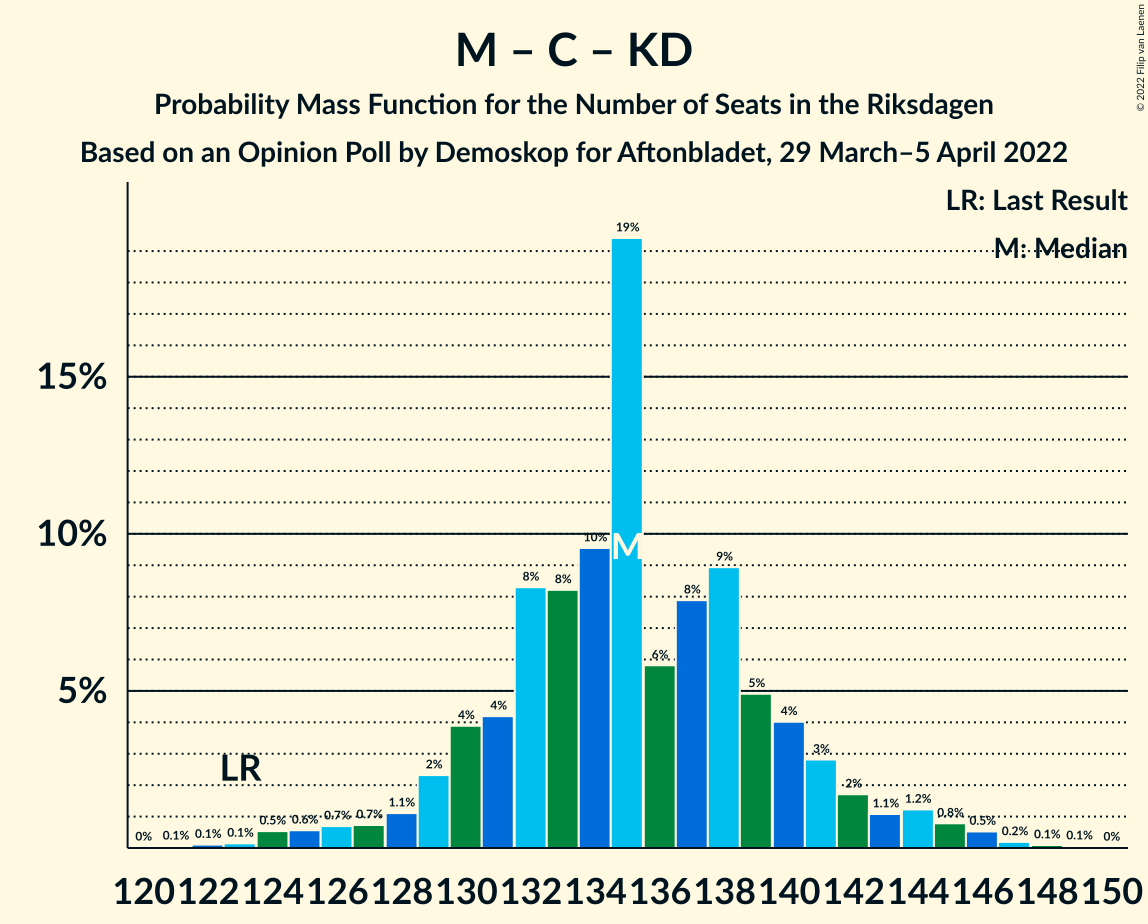 M – C – KD
Probability Mass Function for the Number of Seats in the Riksdagen
Based on an Opinion Poll by Demoskop for Aftonbladet, 29 March–5 April 2022
© 2022 Filip van Laenen
LR: Last Result
M: Median
15%
10%
5%
LR
M
0% 0.1% 0.1% 0.1% 0.5% 0.6% 0.7% 0.7% 1.1% 2% 4% 4% 8% 8% 10% 19% 6% 8% 9% 5% 4% 3% 2% 1.1% 1.2% 0.8% 0.5% 0.2% 0.1% 0.1% 0%
120 122 124 126 128 130 132 134 136 138 140 142 144 146 148 150